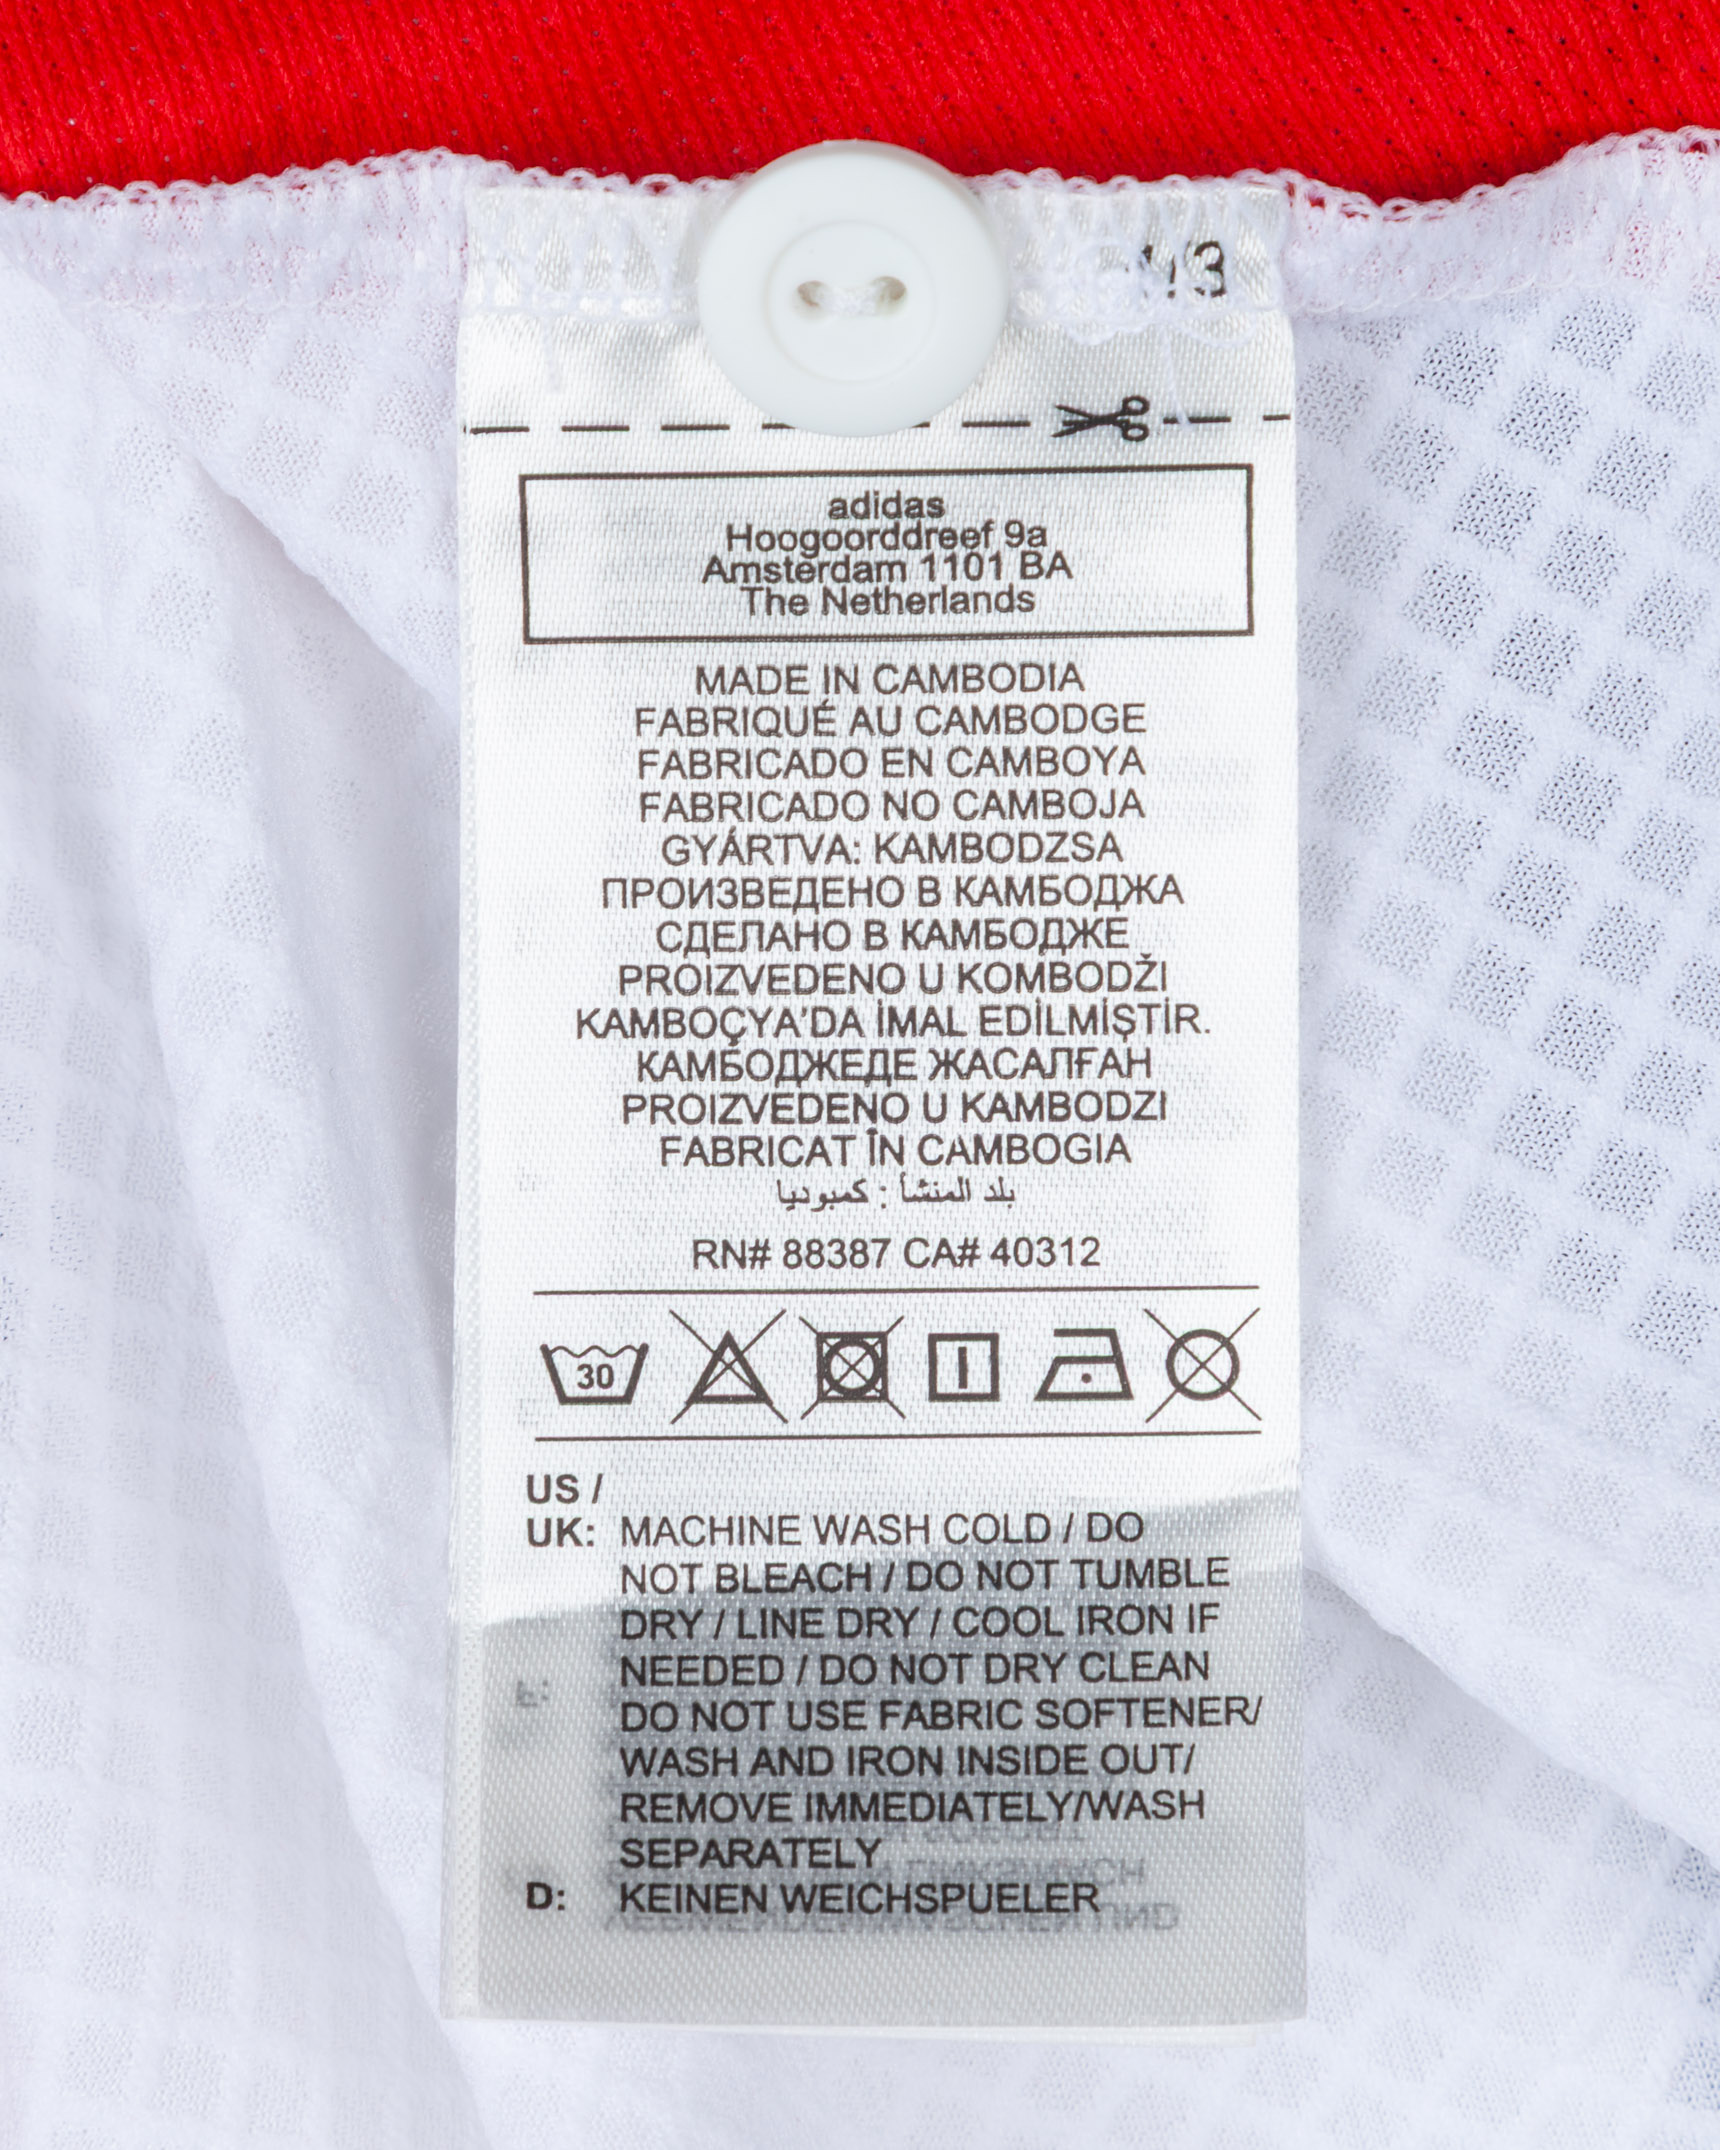 adidas
Hoogoorddreef 9a
Amsterdam 1101 BA
The Netherlands
MADE IN CAMBODIA
FABRIQUÉ AU CAMBODGE
FABRICADO EN CAMBOYA
FABRICADO NO CAMBOJA
GYÁRTVA: KAMBODZSA
ПРОИЗВЕДЕНО В КАМБОДЖА
СДЕЛАНО В КАМБОДЖЕ
PROIZVEDENO U KOMBODŽI
KAMBOÇYA'DA İMAL EDİLMİŞTİR.
КАМБОДЖЕДЕ ЖАСАЛҒАН
PROIZVEDENO U KAMBODZI
FABRICAT ÎN CAMBOGIA
بلد المنشأ : كمبوديا
RN# 88387 CA# 40312
30
US /
UK: MACHINE WASH COLD / DO
NOT BLEACH / DO NOT TUMBLE
DRY / LINE DRY / COOL IRON IF
NEEDED / DO NOT DRY CLEAN
DO NOT USE FABRIC SOFTENER/
WASH AND IRON INSIDE OUT/
REMOVE IMMEDIATELY/WASH
SEPARATELY
D: KEINEN WEICHSPUELER